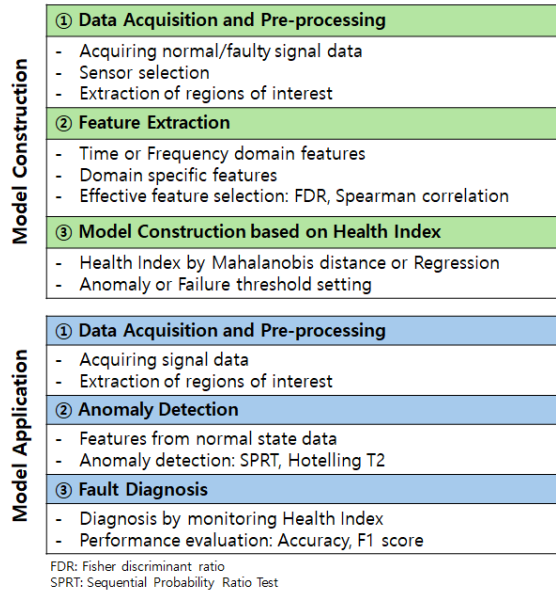 Model Construction
① Data Acquisition and Pre-processing
- Acquiring normal/faulty signal data
- Sensor selection
- Extraction of regions of interest
② Feature Extraction
- Time or Frequency domain features
- Domain specific features
- Effective feature selection: FDR, Spearman correlation
③ Model Construction based on Health Index
- Health Index by Mahalanobis distance or Regression
- Anomaly or Failure threshold setting
Model Application
① Data Acquisition and Pre-processing
- Acquiring signal data
- Extraction of regions of interest
② Anomaly Detection
- Features from normal state data
- Anomaly detection: SPRT, Hotelling T2
③ Fault Diagnosis
- Diagnosis by monitoring Health Index
- Performance evaluation: Accuracy, F1 score
FDR: Fisher discriminant ratio
SPRT: Sequential Probability Ratio Test